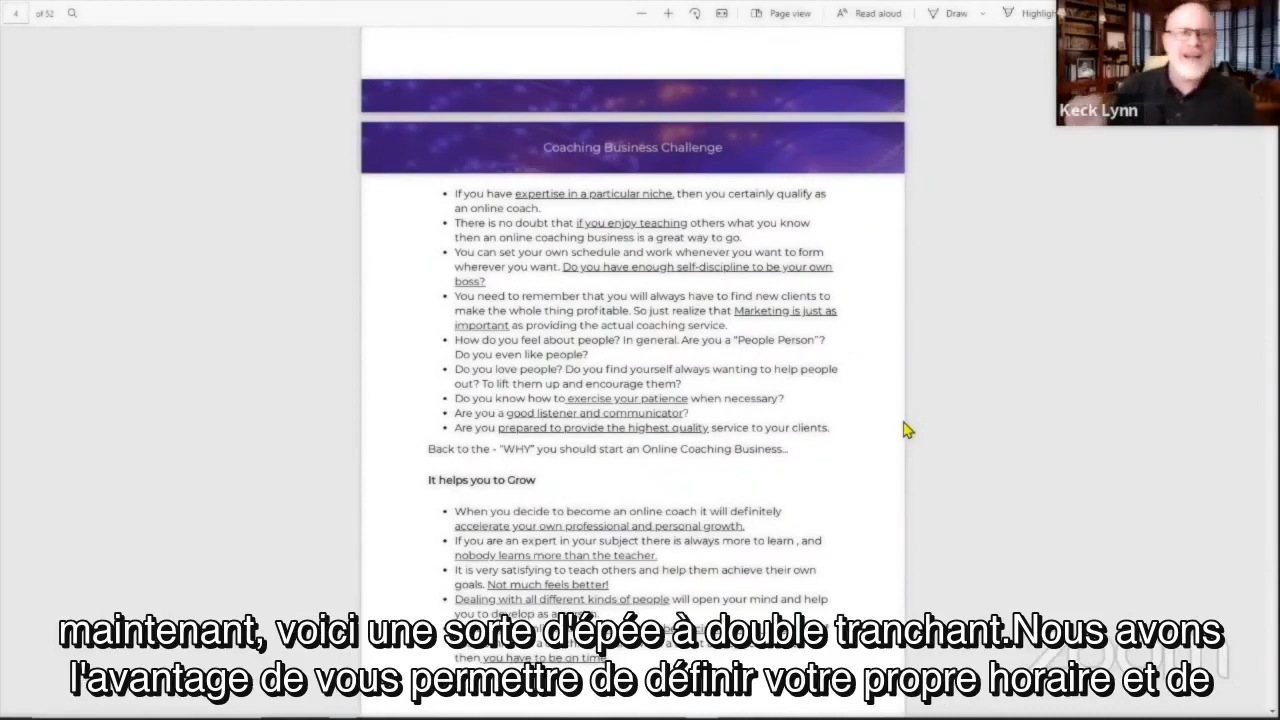 4 of 52 Page view Read aloud Draw Highligh
Keck Lynn
Coaching Business Challenge
• If you have expertise in a particular niche, then you certainly qualify as
an online coach.
• There is no doubt that if you enjoy teaching others what you know
then an online coaching business is a great way to go.
• You can set your own schedule and work whenever you want to form
wherever you want. Do you have enough self-discipline to be your own
boss?
• You need to remember that you will always have to find new clients to
make the whole thing profitable. So just realize that Marketing is just as
important as providing the actual coaching service.
• How do you feel about people? In general. Are you a “People Person”?
Do you even like people?
• Do you love people? Do you find yourself always wanting to help people
out? To lift them up and encourage them?
• Do you know how to exercise your patience when necessary?
• Are you a good listener and communicator?
• Are you prepared to provide the highest quality service to your clients.
Back to the - “WHY” you should start an Online Coaching Business...
It helps you to Grow
• When you decide to become an online coach it will definitely
accelerate your own professional and personal growth.
• If you are an expert in your subject there is always more to learn , and
nobody learns more than the teacher.
• It is very satisfying to teach others and help them achieve their own
goals. Not much feels better!
• Dealing with all different kinds of people will open your mind and help
you to develop as a
then you have to be on time
maintenant, voici une sorte d'épée à double tranchant.Nous avons
l'avantage de vous permettre de définir votre propre horaire et de